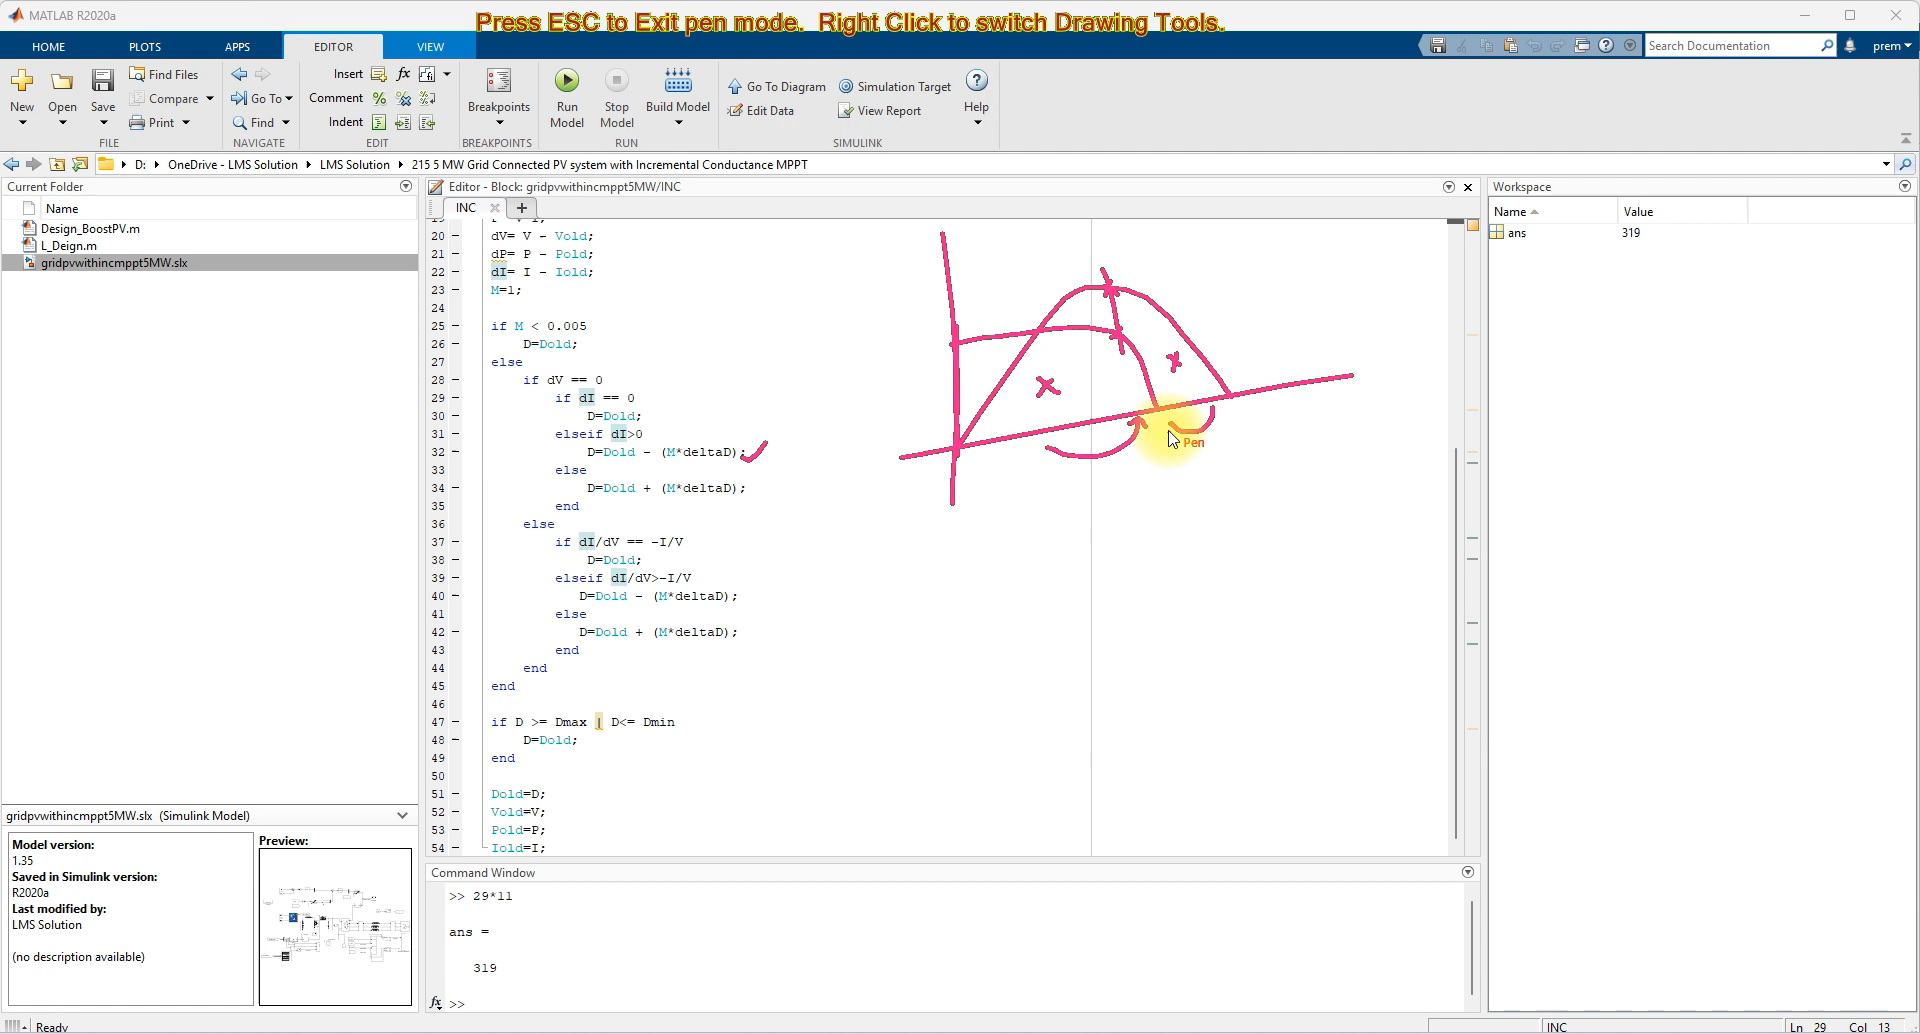 MATLAB R2020a
Press ESC to Exit pen mode. Right Click to switch Drawing Tools.
HOME PLOTS APPS EDITOR VIEW
Search Documentation
prem
New Open Save Find Files Compare Print
FILE
Go To Find
NAVIGATE
Insert fx
Comment
Indent
EDIT
Breakpoints
BREAKPOINTS
Run Model Stop Model Build Model
RUN
Go To Diagram Simulation Target
Edit Data View Report Help
SIMULINK
D: OneDrive - LMS Solution LMS Solution 215 5 MW Grid Connected PV system with Incremental Conductance MPPT
Current Folder
Name
Design_BoostPV.m
L_Deign.m
gridpvwithincmppt5MW.slx
gridpvwithincmppt5MW.slx (Simulink Model)
Model version:
1.35
Saved in Simulink version:
R2020a
Last modified by:
LMS Solution
(no description available)
Preview:
Editor - Block: gridpvwithincmppt5MW/INC
INC
20 - dV= V - Vold;
21 - dP= P - Pold;
22 - dI= I - Iold;
23 - M=1;
24
25 - if M < 0.005
26 - D=Dold;
27 else
28 - if dV == 0
29 - if dI == 0
30 - D=Dold;
31 - elseif dI>0
32 - D=Dold - (M*deltaD);
33 else
34 - D=Dold + (M*deltaD);
35 end
36 else
37 - if dI/dV == -I/V
38 - D=Dold;
39 - elseif dI/dV>-I/V
40 - D=Dold - (M*deltaD);
41 else
42 - D=Dold + (M*deltaD);
43 end
44 end
45 end
46
47 - if D >= Dmax | D<= Dmin
48 - D=Dold;
49 end
50
51 - Dold=D;
52 - Vold=V;
53 - Pold=P;
54 - Iold=I;
Pen
Command Window
>> 29*11
ans =
319
fx >>
Workspace
Name Value
ans 319
Ready
INC
Ln 29 Col 13